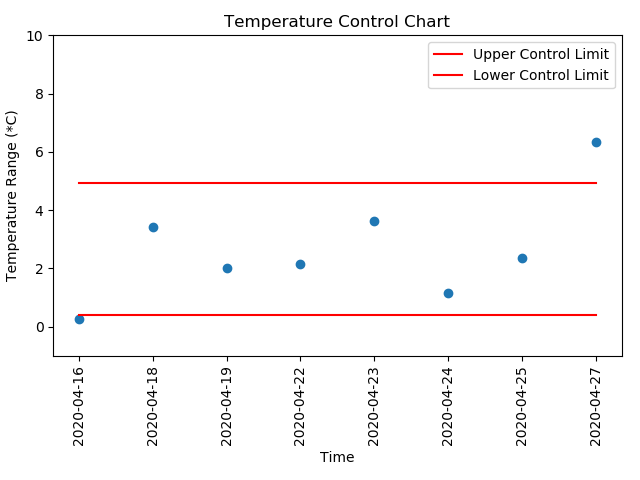 Temperature Control Chart
Upper Control Limit
Lower Control Limit
Temperature Range (*C)
10
8
6
4
2
0
2020-04-16
2020-04-18
2020-04-19
2020-04-22
2020-04-23
2020-04-24
2020-04-25
2020-04-27
Time